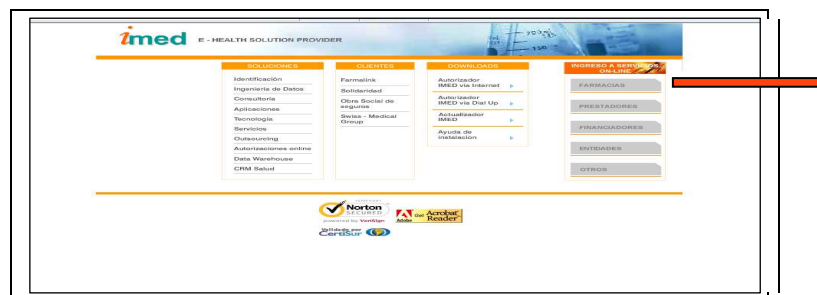 imed E - HEALTH SOLUTION PROVIDER
SOLUCIONES
Identificación
Ingeniería de Datos
Consultoría
Aplicaciones
Tecnología
Servicios
Outsourcing
Autorizaciones online
Data Warehouse
CRM Salud
CLIENTES
Farmalink
Solidaridad
Obra Social de
seguros
Swiss - Medical
Group
DOWNLOADS
Autorizador
IMED via Internet
Autorizador
IMED via Dial Up
Actualizador
IMED
Ayuda de
instalacion
INGRESO A SERVICIOS
ON-LINE
FARMACIAS
PRESTADORES
FINANCIADORES
ENTIDADES
OTROS
Norton
SECURED
powered by VeriSign
Adobe
Get Acrobat
Reader
Validado por
CertiSur